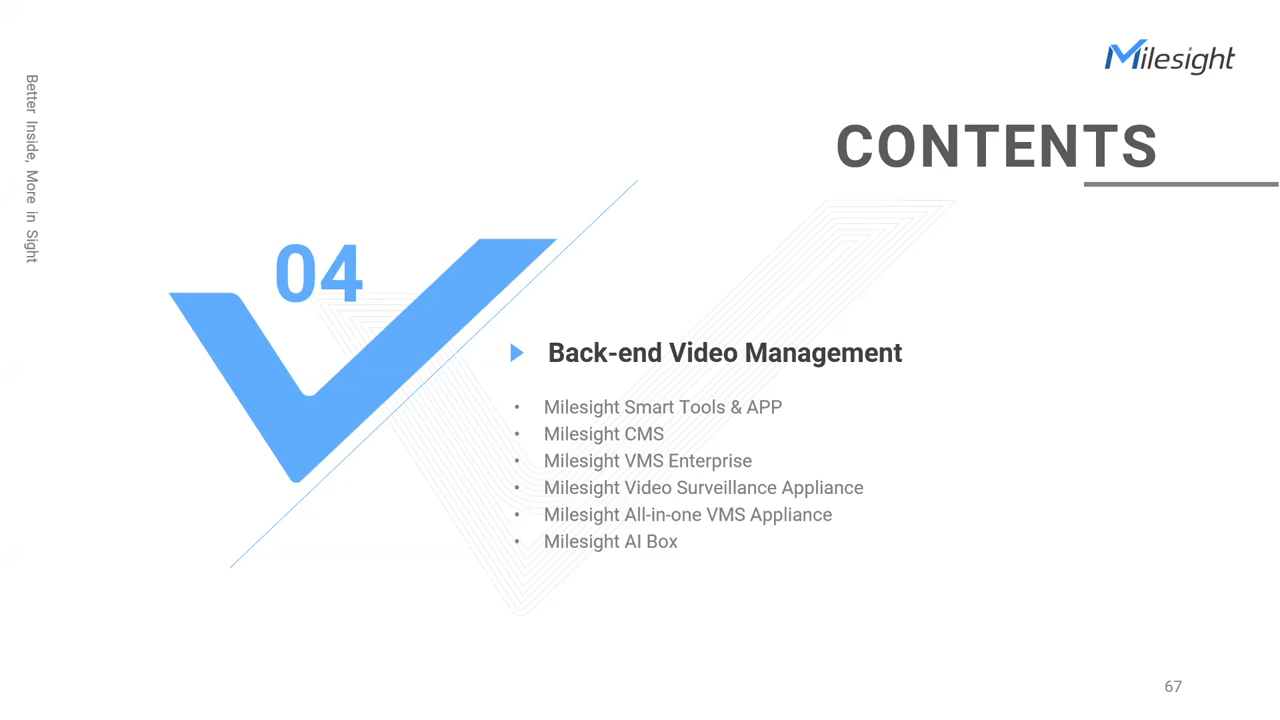 Milesight
Better Inside, More in Sight
CONTENTS
04
Back-end Video Management
• Milesight Smart Tools & APP
• Milesight CMS
• Milesight VMS Enterprise
• Milesight Video Surveillance Appliance
• Milesight All-in-one VMS Appliance
• Milesight AI Box
67